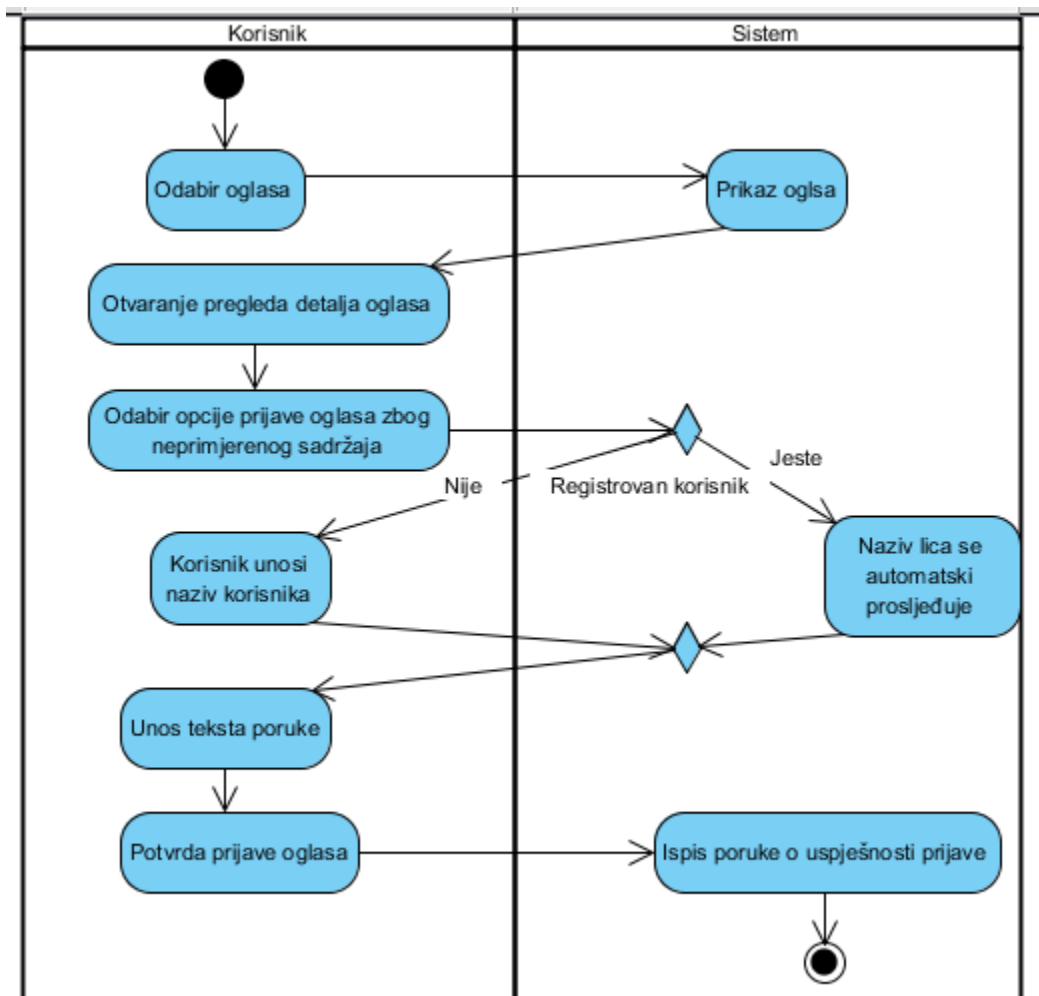 Korisnik
Sistem
Odabir oglasa
Prikaz oglsa
Otvaranje pregleda detalja oglasa
Odabir opcije prijave oglasa zbog
neprimjerenog sadržaja
Jeste
Nije
Registrovan korisnik
Korisnik unosi
naziv korisnika
Naziv lica se
automatski
prosljeđuje
Unos teksta poruke
Potvrda prijave oglasa
Ispis poruke o uspješnosti prijave